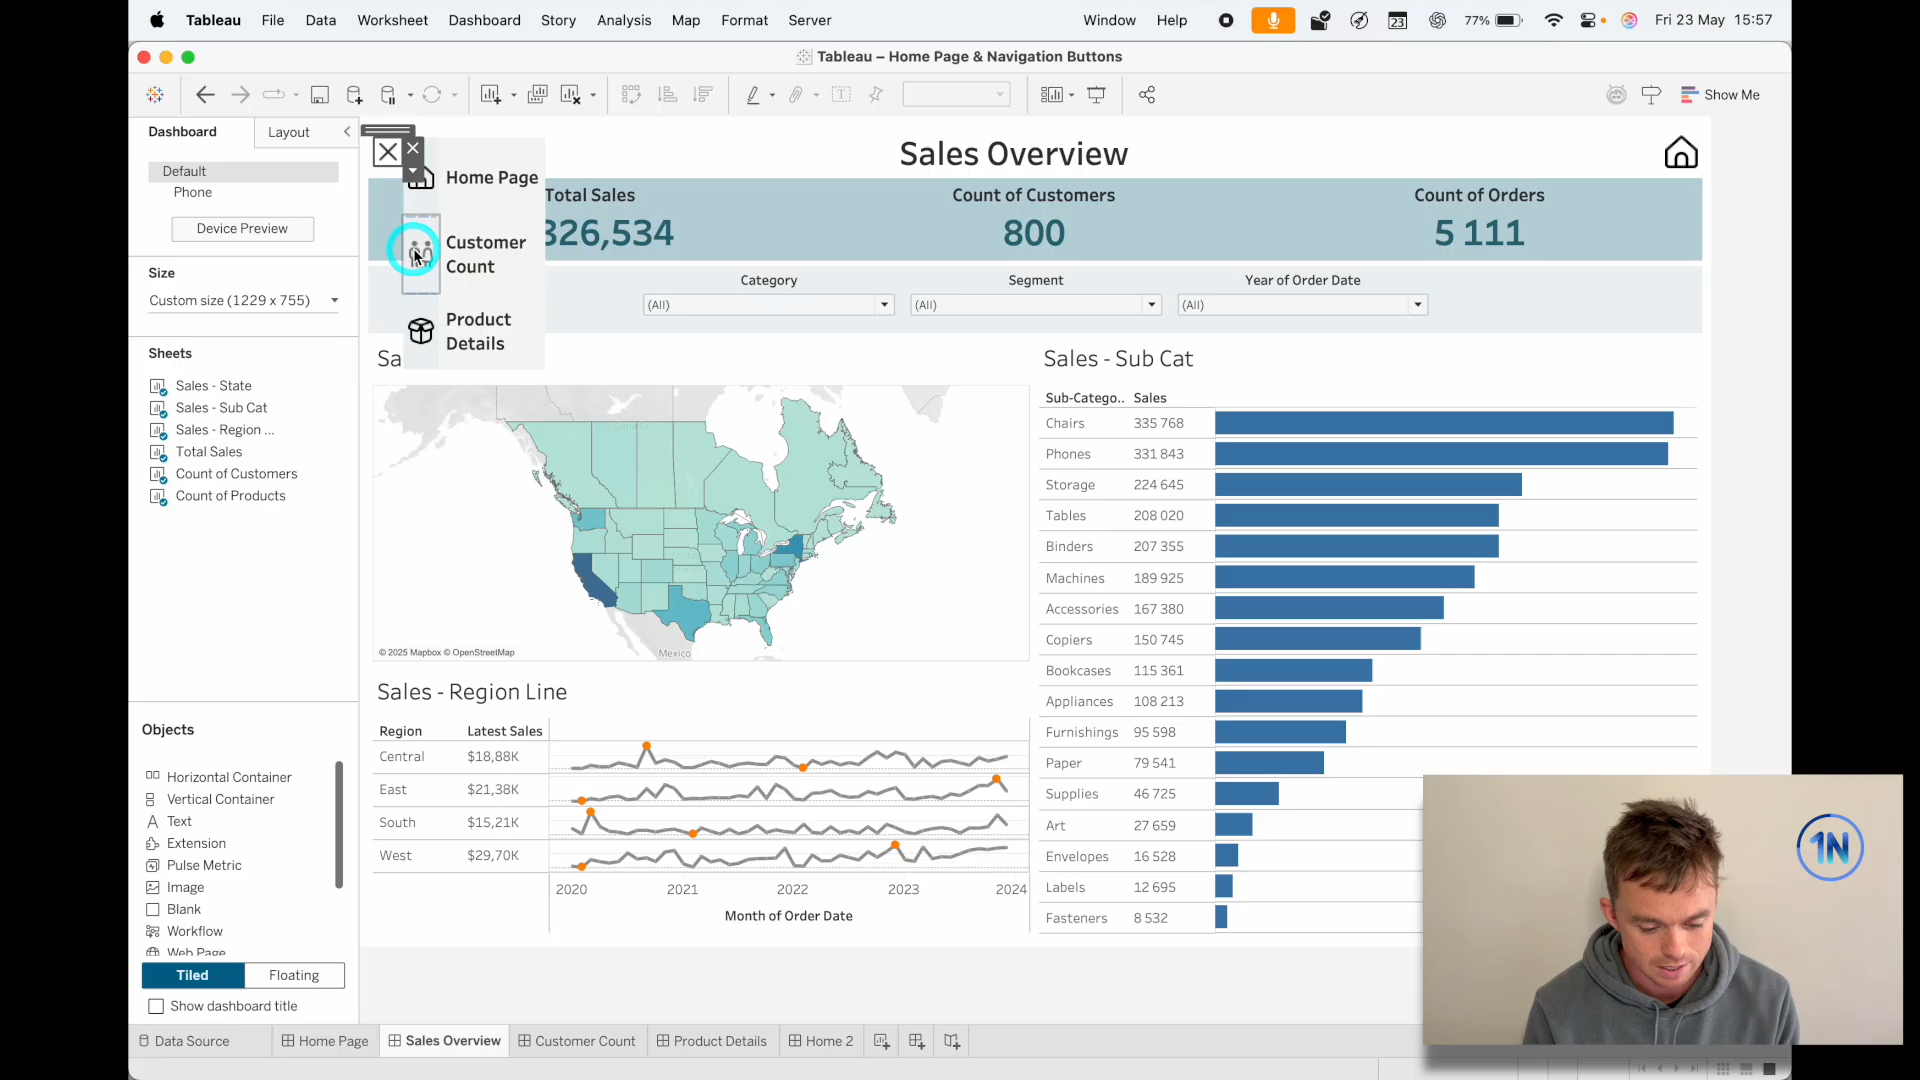 Tableau File Data Worksheet Dashboard Story Analysis Map Format Server Window Help 23 77% Fri 23 May 15:57
Tableau – Home Page & Navigation Buttons
Show Me
Dashboard Layout
Default
Phone
Device Preview
Size
Custom size (1229 x 755)
Sheets
Sales - State
Sales - Sub Cat
Sales - Region ...
Total Sales
Count of Customers
Count of Products
Objects
Horizontal Container
Vertical Container
Text
Extension
Pulse Metric
Image
Blank
Workflow
Web Page
Tiled Floating
Show dashboard title
Home Page
Customer
Count
Product
Details
Sales Overview
Total Sales Count of Customers Count of Orders
326,534 800 5 111
Category Segment Year of Order Date
(All) (All) (All)
Sa
Canada
Mexico
© 2025 Mapbox © OpenStreetMap
Sales - Region Line
Region Latest Sales
Central $18,88K
East $21,38K
South $15,21K
West $29,70K
2020 2021 2022 2023 2024
Month of Order Date
Sales - Sub Cat
Sub-Catego.. Sales
Chairs 335 768
Phones 331 843
Storage 224 645
Tables 208 020
Binders 207 355
Machines 189 925
Accessories 167 380
Copiers 150 745
Bookcases 115 361
Appliances 108 213
Furnishings 95 598
Paper 79 541
Supplies 46 725
Art 27 659
Envelopes 16 528
Labels 12 695
Fasteners 8 532
1N
Data Source Home Page Sales Overview Customer Count Product Details Home 2